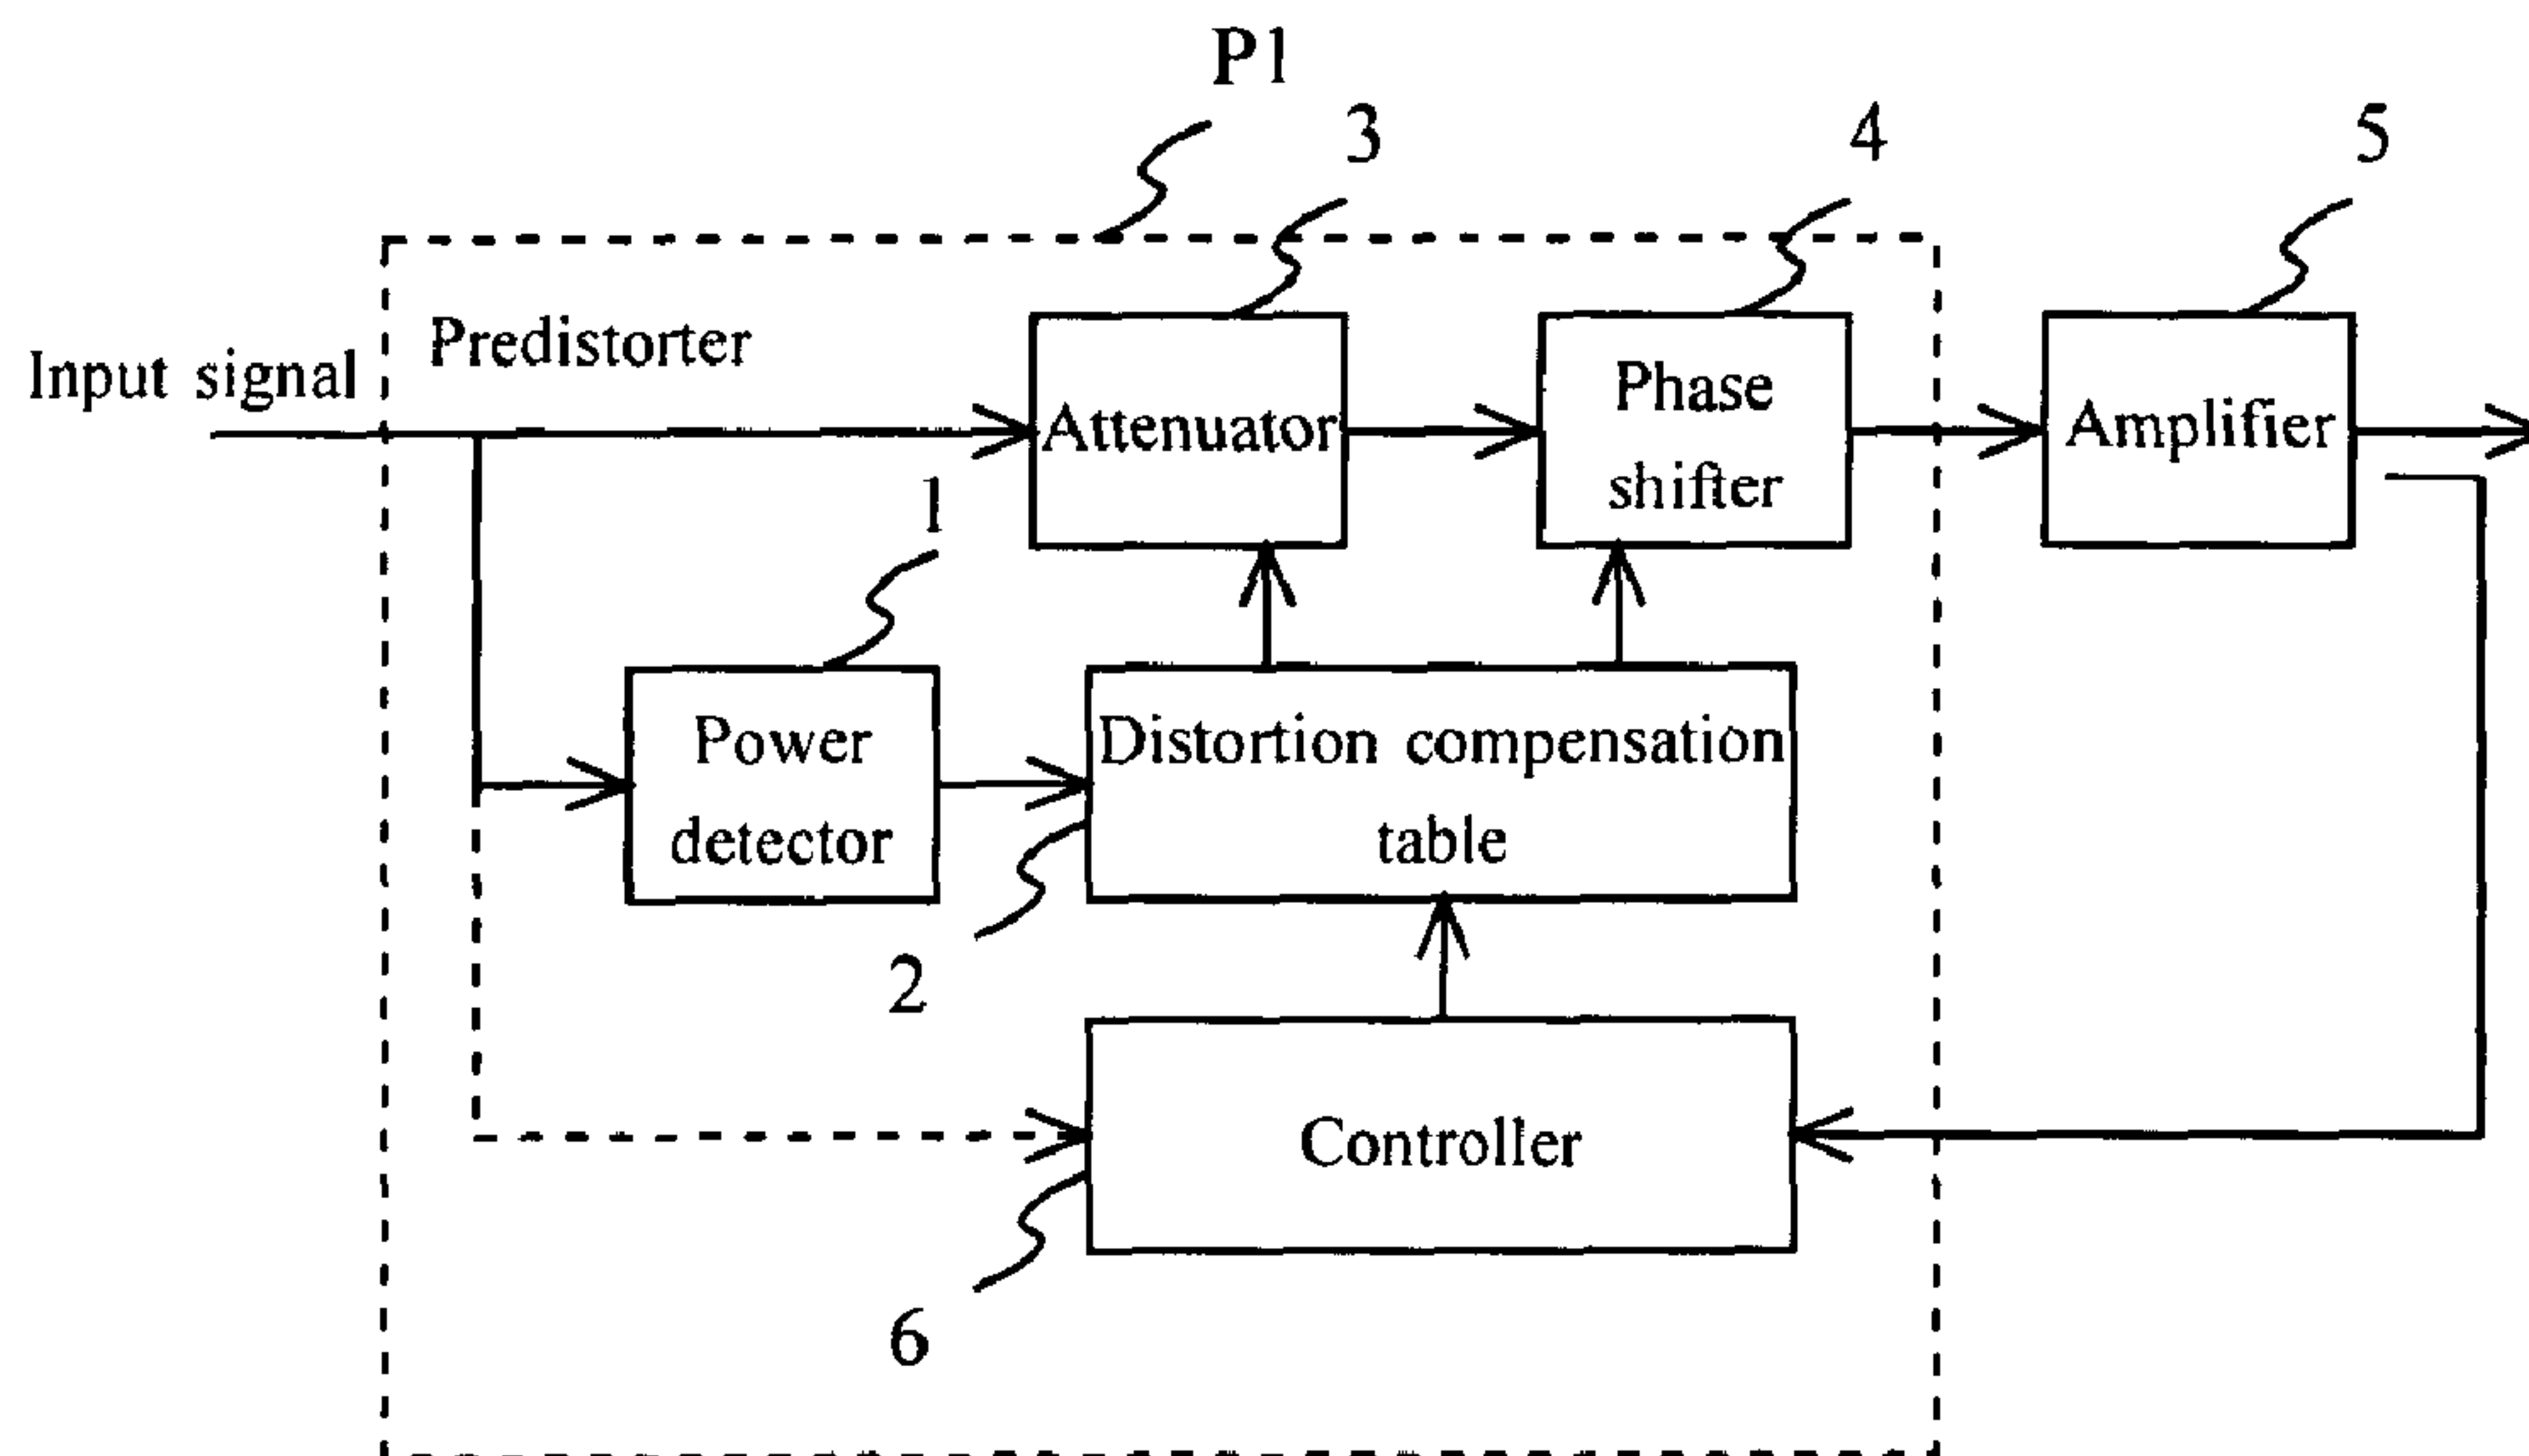 P1
3
4
5
Predistorter
Input signal
Attenuator
Phase
shifter
Amplifier
1
Power
detector
Distortion compensation
table
2
Controller
6